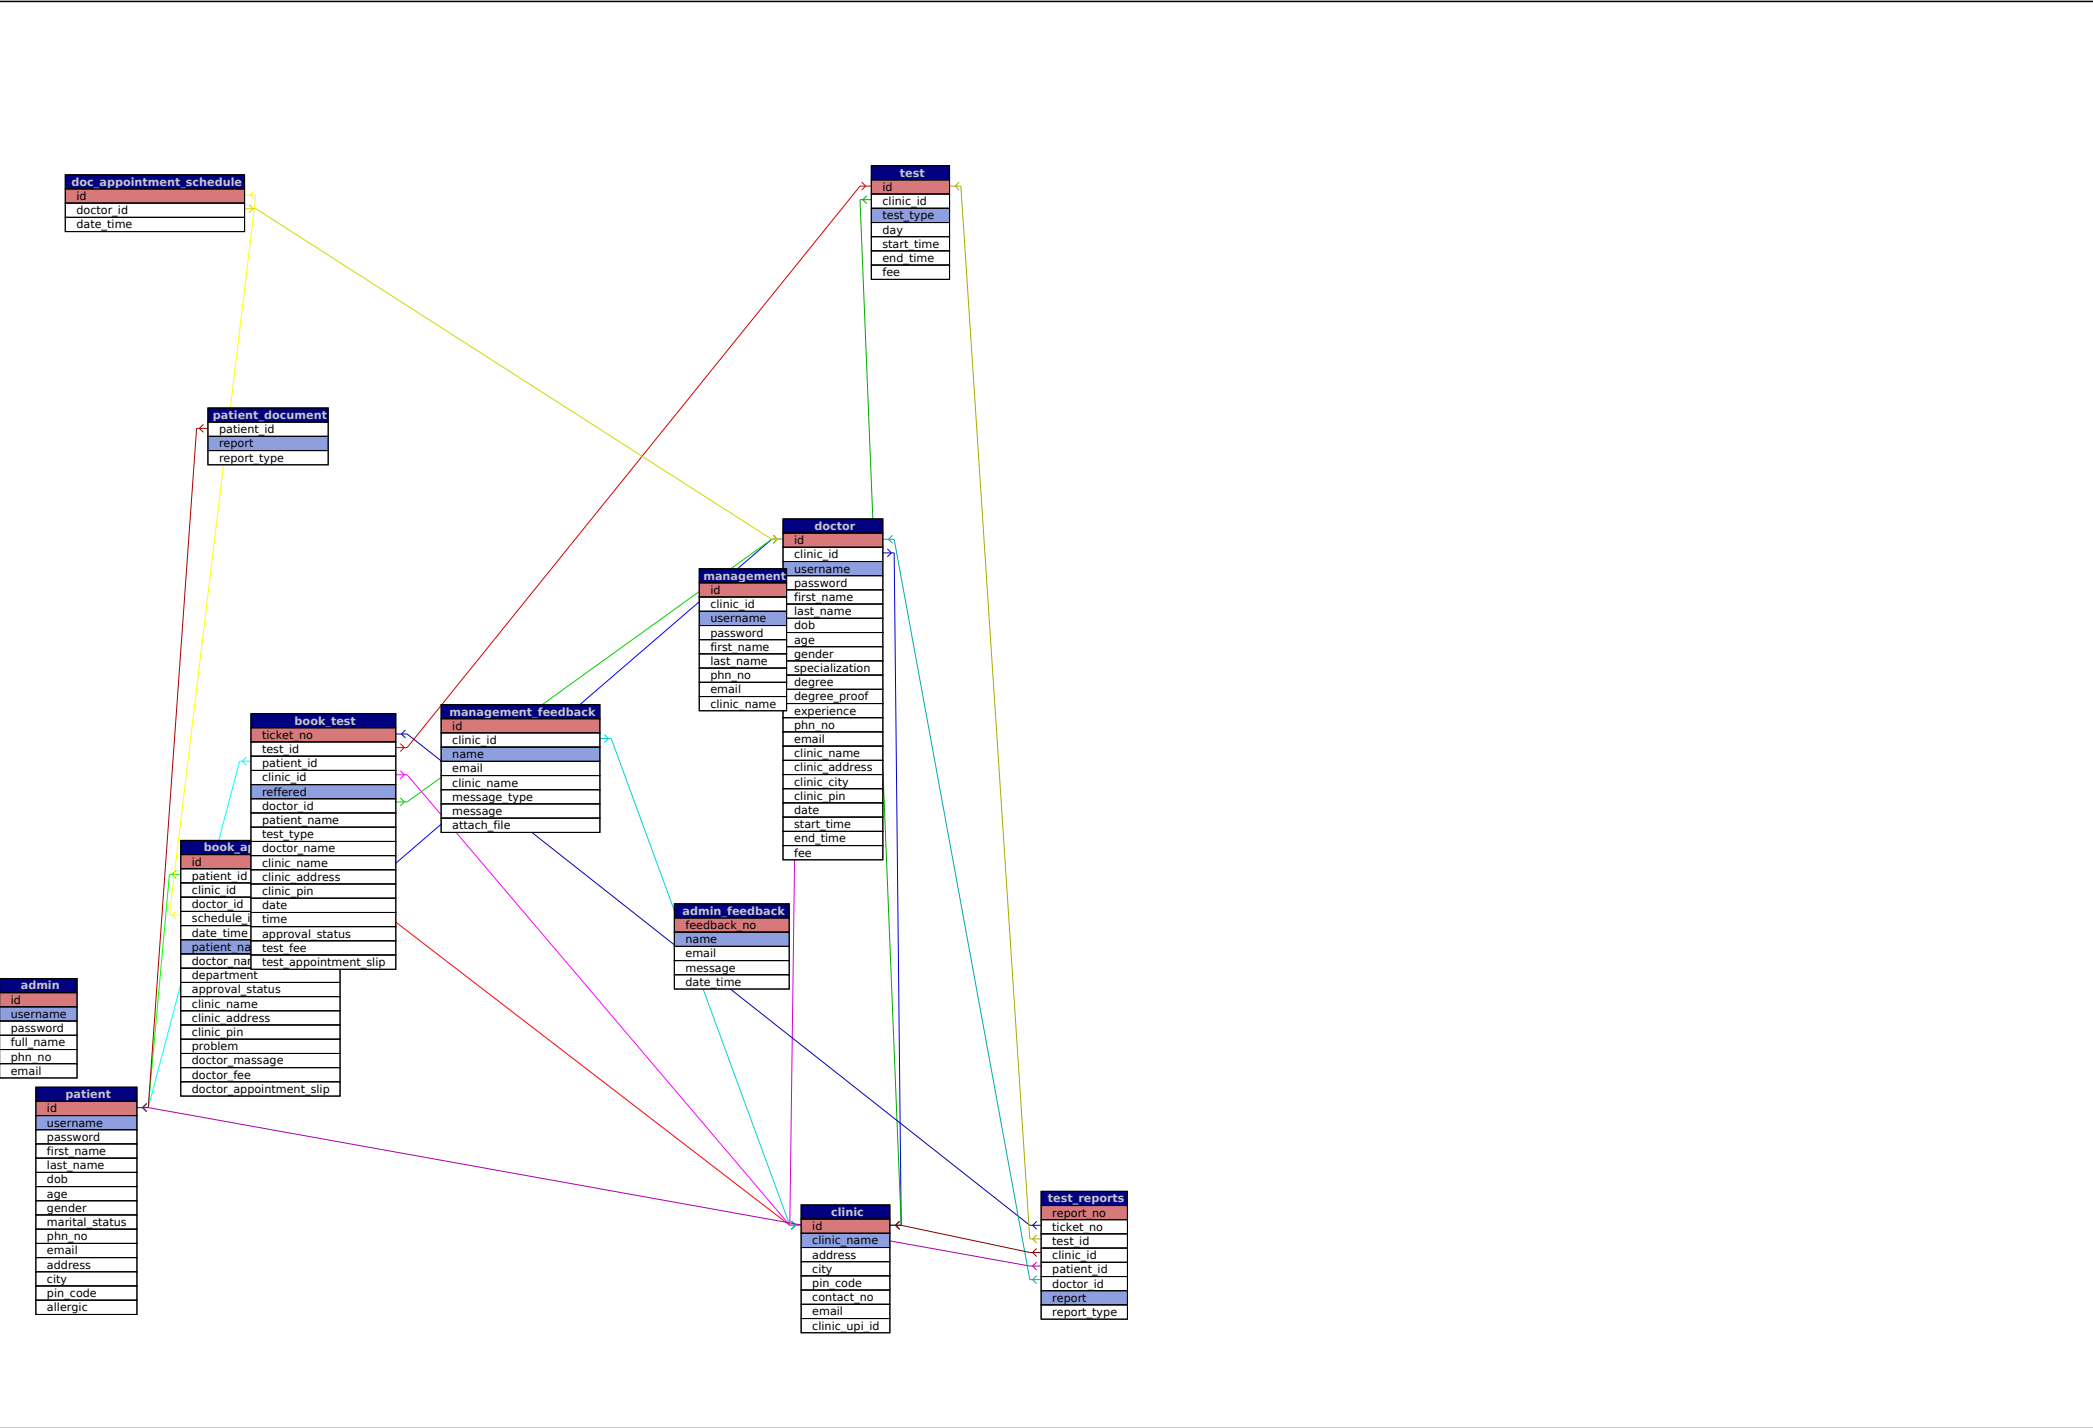 doc_appointment_schedule
id
doctor_id
date_time
test
id
clinic_id
test_type
day
start_time
end_time
fee
patient_document
patient_id
report
report_type
doctor
id
clinic_id
username
password
first_name
last_name
dob
age
gender
specialization
degree
degree_proof
experience
phn_no
email
clinic_name
clinic_address
clinic_city
clinic_pin
date
start_time
end_time
fee
management
id
clinic_id
username
password
first_name
last_name
phn_no
email
clinic_name
management_feedback
id
clinic_id
name
email
clinic_name
message_type
message
attach_file
book_test
ticket_no
test_id
patient_id
clinic_id
reffered
doctor_id
patient_name
test_type
doctor_name
clinic_name
clinic_address
clinic_pin
date
time
approval_status
test_fee
test_appointment_slip
id
patient_id
clinic_id
doctor_id
date_time
department
approval_status
clinic_name
clinic_address
clinic_pin
problem
doctor_massage
doctor_fee
doctor_appointment_slip
admin_feedback
feedback_no
name
email
message
date_time
admin
id
username
password
full_name
phn_no
email
patient
id
username
password
first_name
last_name
dob
age
gender
marital_status
phn_no
email
address
city
pin_code
allergic
clinic
id
clinic_name
address
city
pin_code
contact_no
email
clinic_upi_id
test_reports
report_no
ticket_no
test_id
clinic_id
patient_id
doctor_id
report
report_type